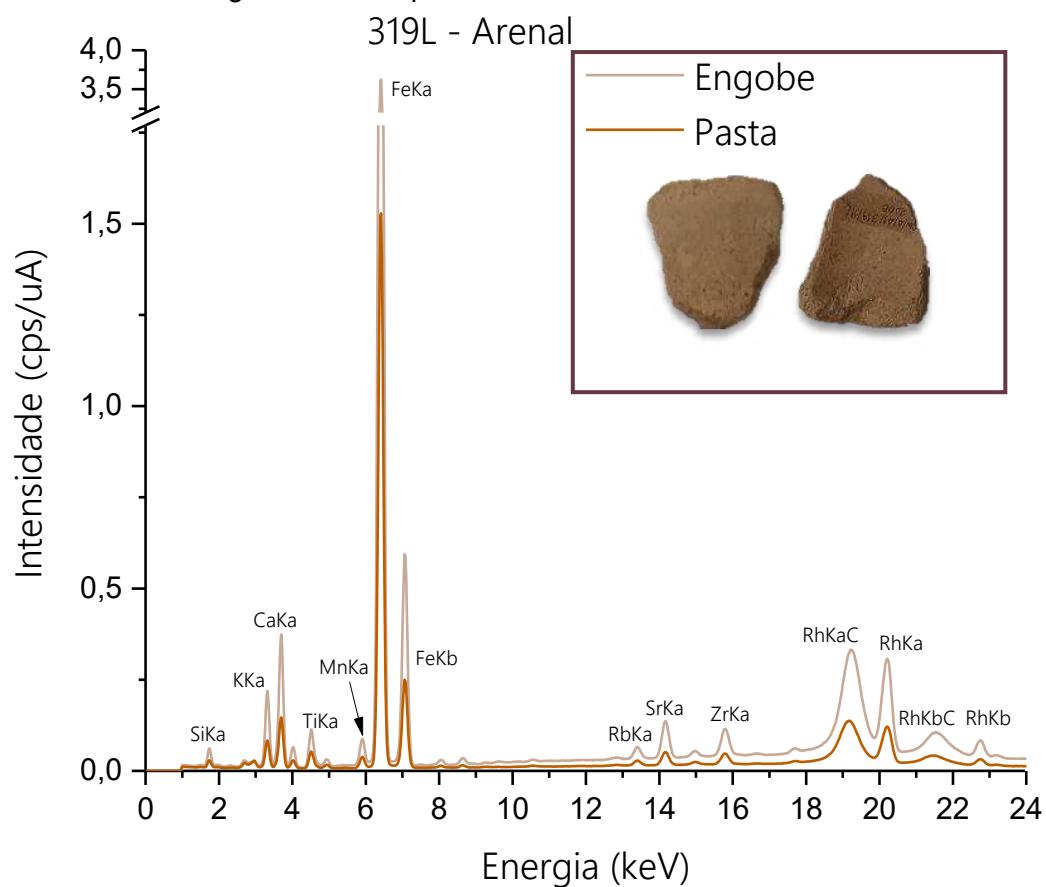 319L - Arenal
4,0
3,5
1,5
1,0
0,5
0,0
Intensidade (cps/uA)
Engobe
Pasta
FeKa
CaKa
KKa
SiKa
TiKa
MnKa
FeKb
RbKa
SrKa
ZrKa
RhKaC
RhKa
RhKbC
RhKb
0 2 4 6 8 10 12 14 16 18 20 22 24
Energia (keV)